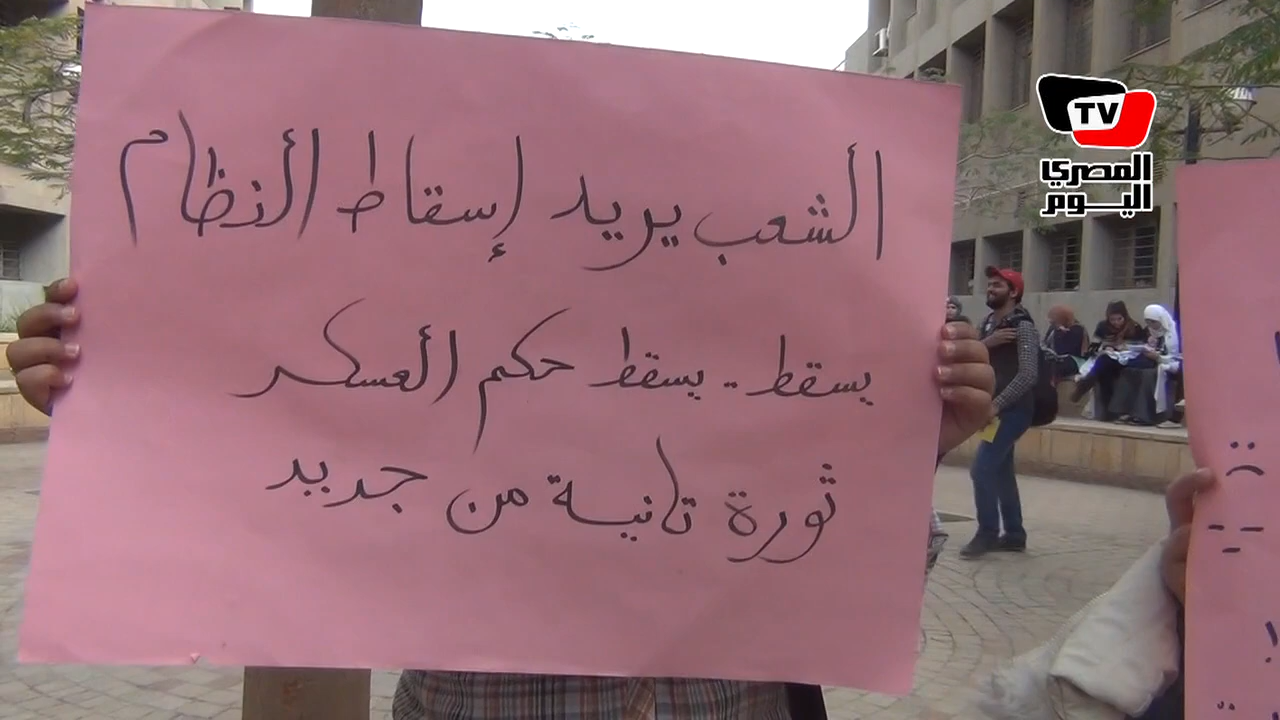 الشعب يريد إسقاط النظام
يسقط .. يسقط حكم العسكر
ثورة تانية من جديد
TV
المصري
اليوم